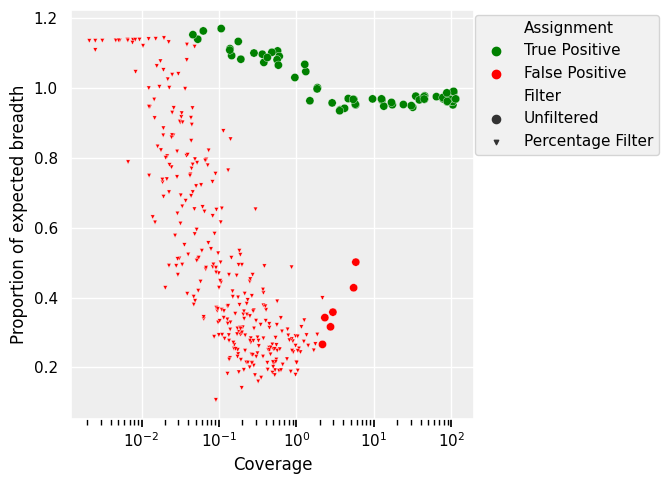 1.2
1.0
0.8
0.6
0.4
0.2
Proportion of expected breadth
10⁻²
10⁻¹
10⁰
10¹
10²
Coverage
Assignment
True Positive
False Positive
Filter
Unfiltered
Percentage Filter